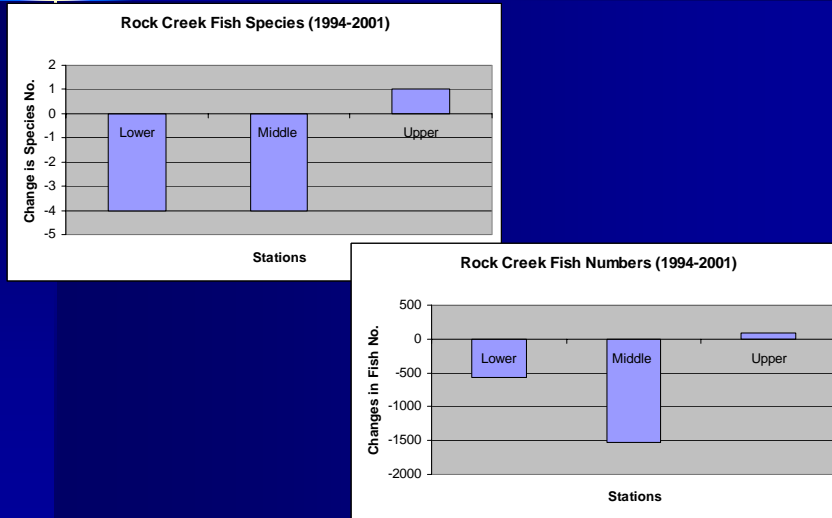 Rock Creek Fish Species (1994-2001)
Change is Species No.
2
1
0
-1
-2
-3
-4
-5
Lower Middle Upper
Stations
Rock Creek Fish Numbers (1994-2001)
Changes in Fish No.
500
0
-500
-1000
-1500
-2000
Lower Middle Upper
Stations